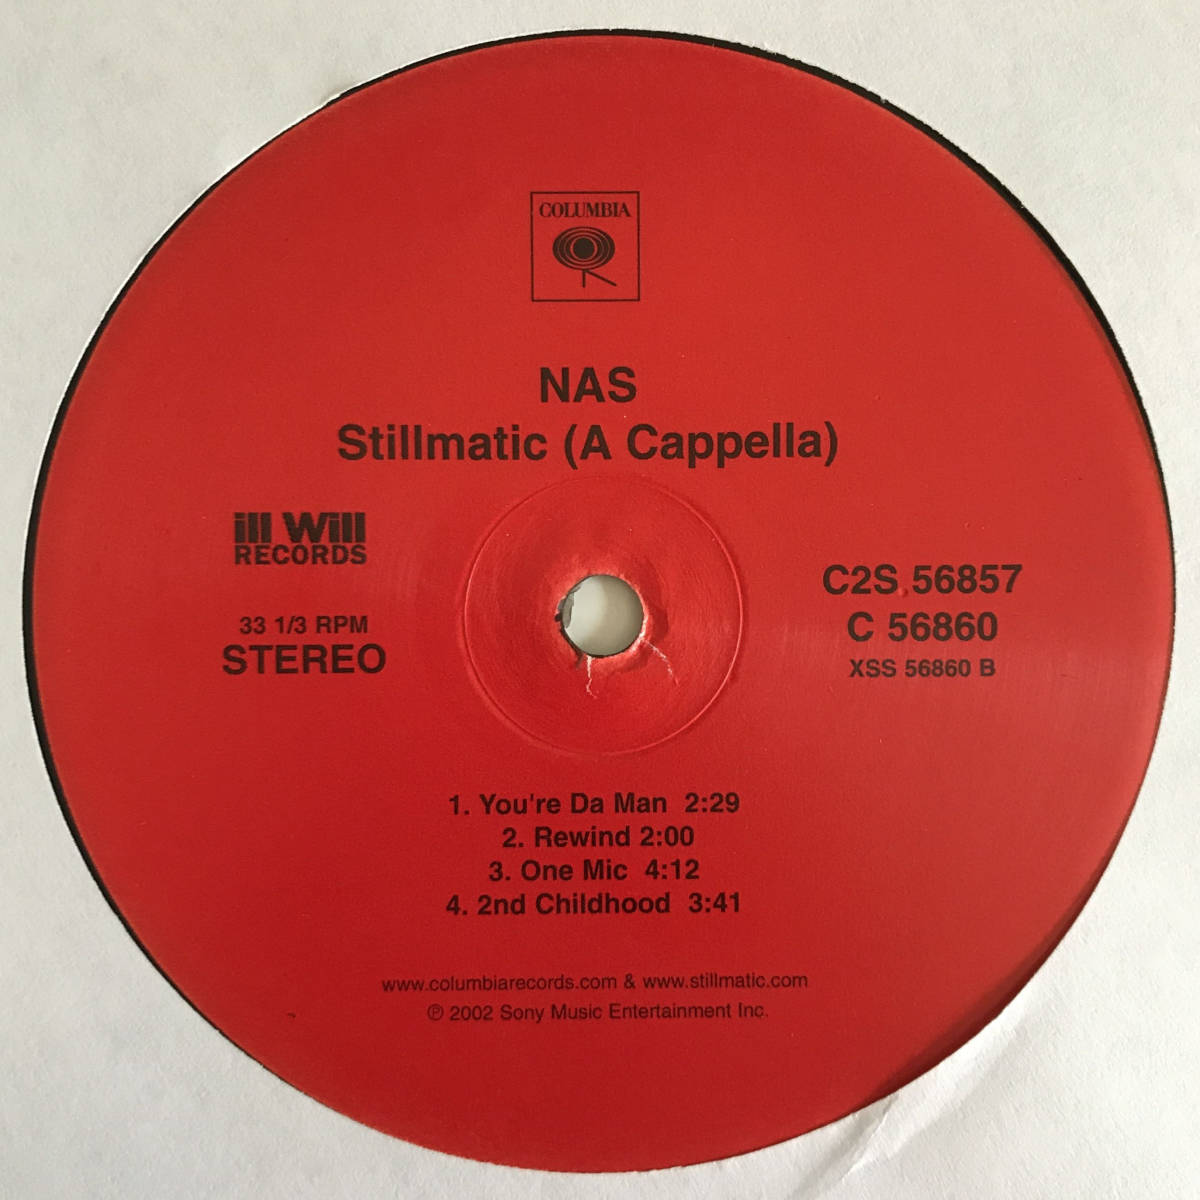 COLUMBIA
NAS
Stillmatic (A Cappella)
ill Will
RECORDS
33 1/3 RPM
STEREO
C2S 56857
C 56860
XSS 56860 B
1. You're Da Man 2:29
2. Rewind 2:00
3. One Mic 4:12
4. 2nd Childhood 3:41
www.columbiarecords.com & www.stillmatic.com
℗ 2002 Sony Music Entertainment Inc.